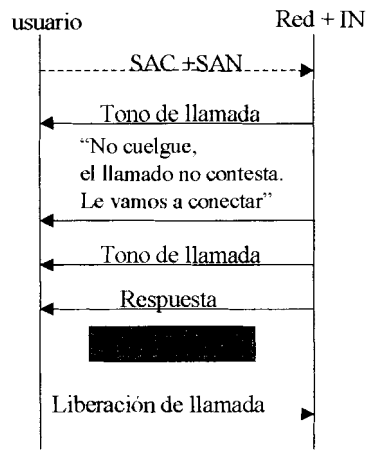 usuario
Red + IN
SAC +SAN
Tono de llamada
“No cuelgue,
el llamado no contesta.
Le vamos a conectar”
Tono de llamada
Respuesta
Liberación de llamada